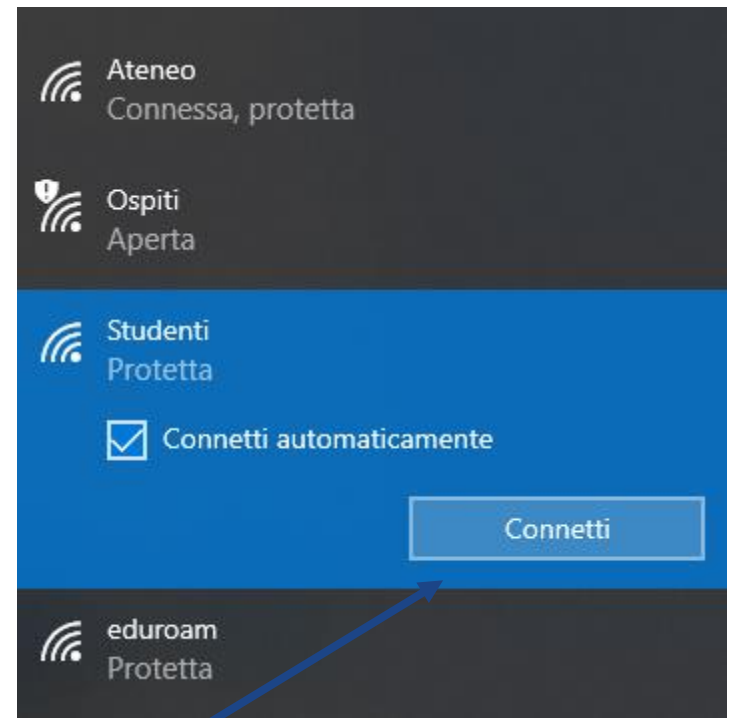 Ateneo
Connessa, protetta
Ospiti
Aperta
Studenti
Protetta
Connetti automaticamente
Connetti
eduroam
Protetta